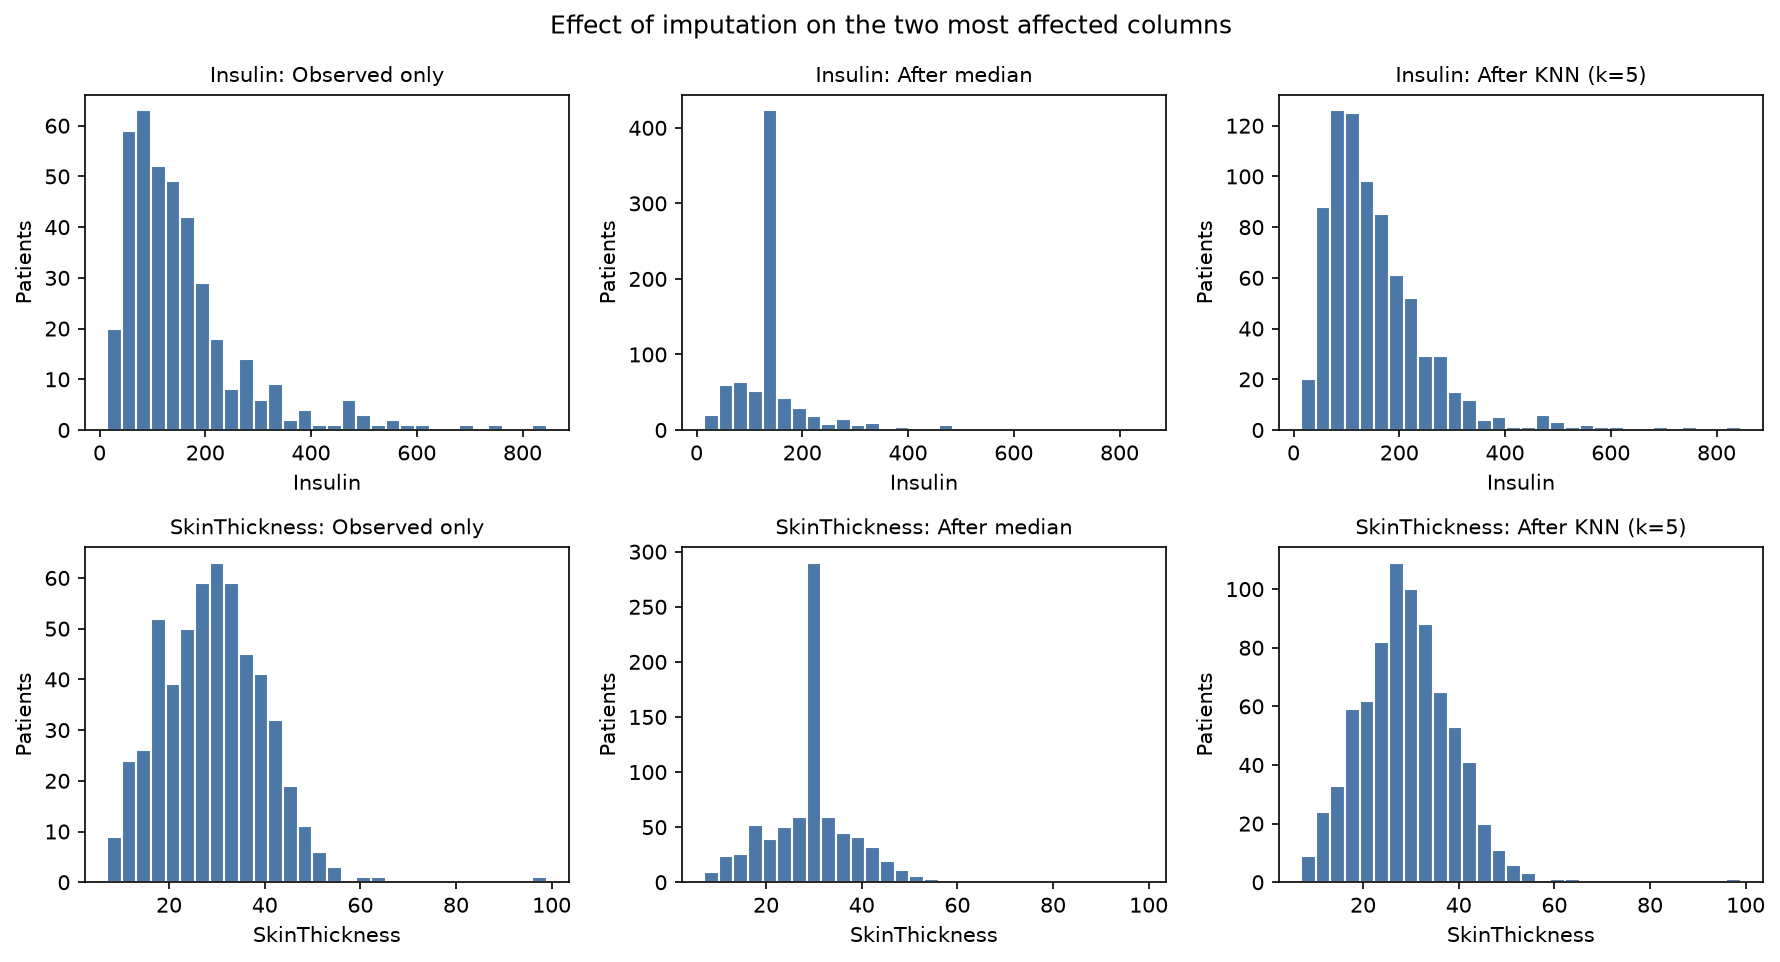 Effect of imputation on the two most affected columns
Insulin: Observed only
Patients
60
50
40
30
20
10
0
0 200 400 600 800
Insulin
Insulin: After median
Patients
400
300
200
100
0
0 200 400 600 800
Insulin
Insulin: After KNN (k=5)
Patients
120
100
80
60
40
20
0
0 200 400 600 800
Insulin
SkinThickness: Observed only
Patients
60
50
40
30
20
10
0
20 40 60 80 100
SkinThickness
SkinThickness: After median
Patients
300
250
200
150
100
50
0
20 40 60 80 100
SkinThickness
SkinThickness: After KNN (k=5)
Patients
100
80
60
40
20
0
20 40 60 80 100
SkinThickness